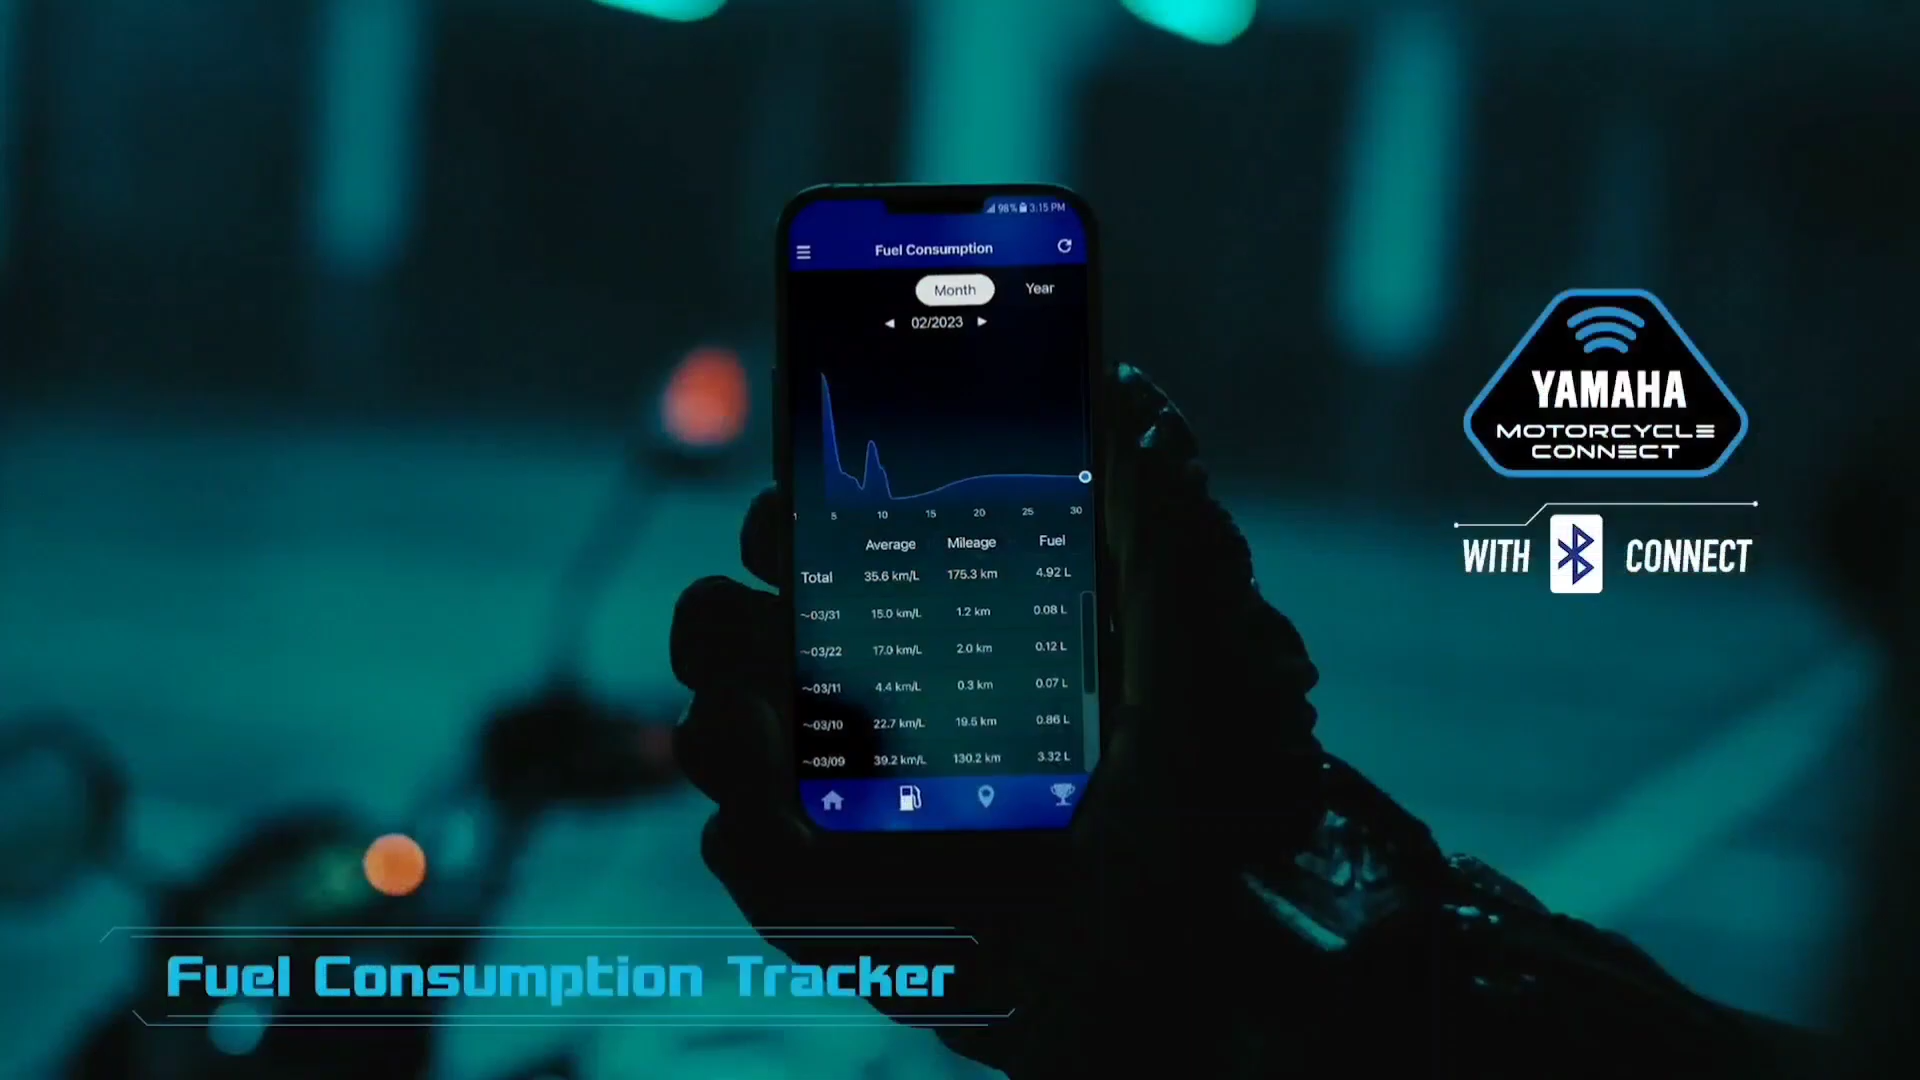 98% 3:15 PM
Fuel Consumption
Month Year
02/2023
1 5 10 15 20 25 30
Average Mileage Fuel
Total 35.6 km/L 175.3 km 4.92 L
~03/31 15.0 km/L 1.2 km 0.08 L
~03/22 17.0 km/L 2.0 km 0.12 L
~03/11 4.4 km/L 0.3 km 0.07 L
~03/10 22.7 km/L 19.5 km 0.86 L
~03/09 39.2 km/L 130.2 km 3.32 L
YAMAHA
MOTORCYCLE
CONNECT
WITH CONNECT
Fuel Consumption Tracker